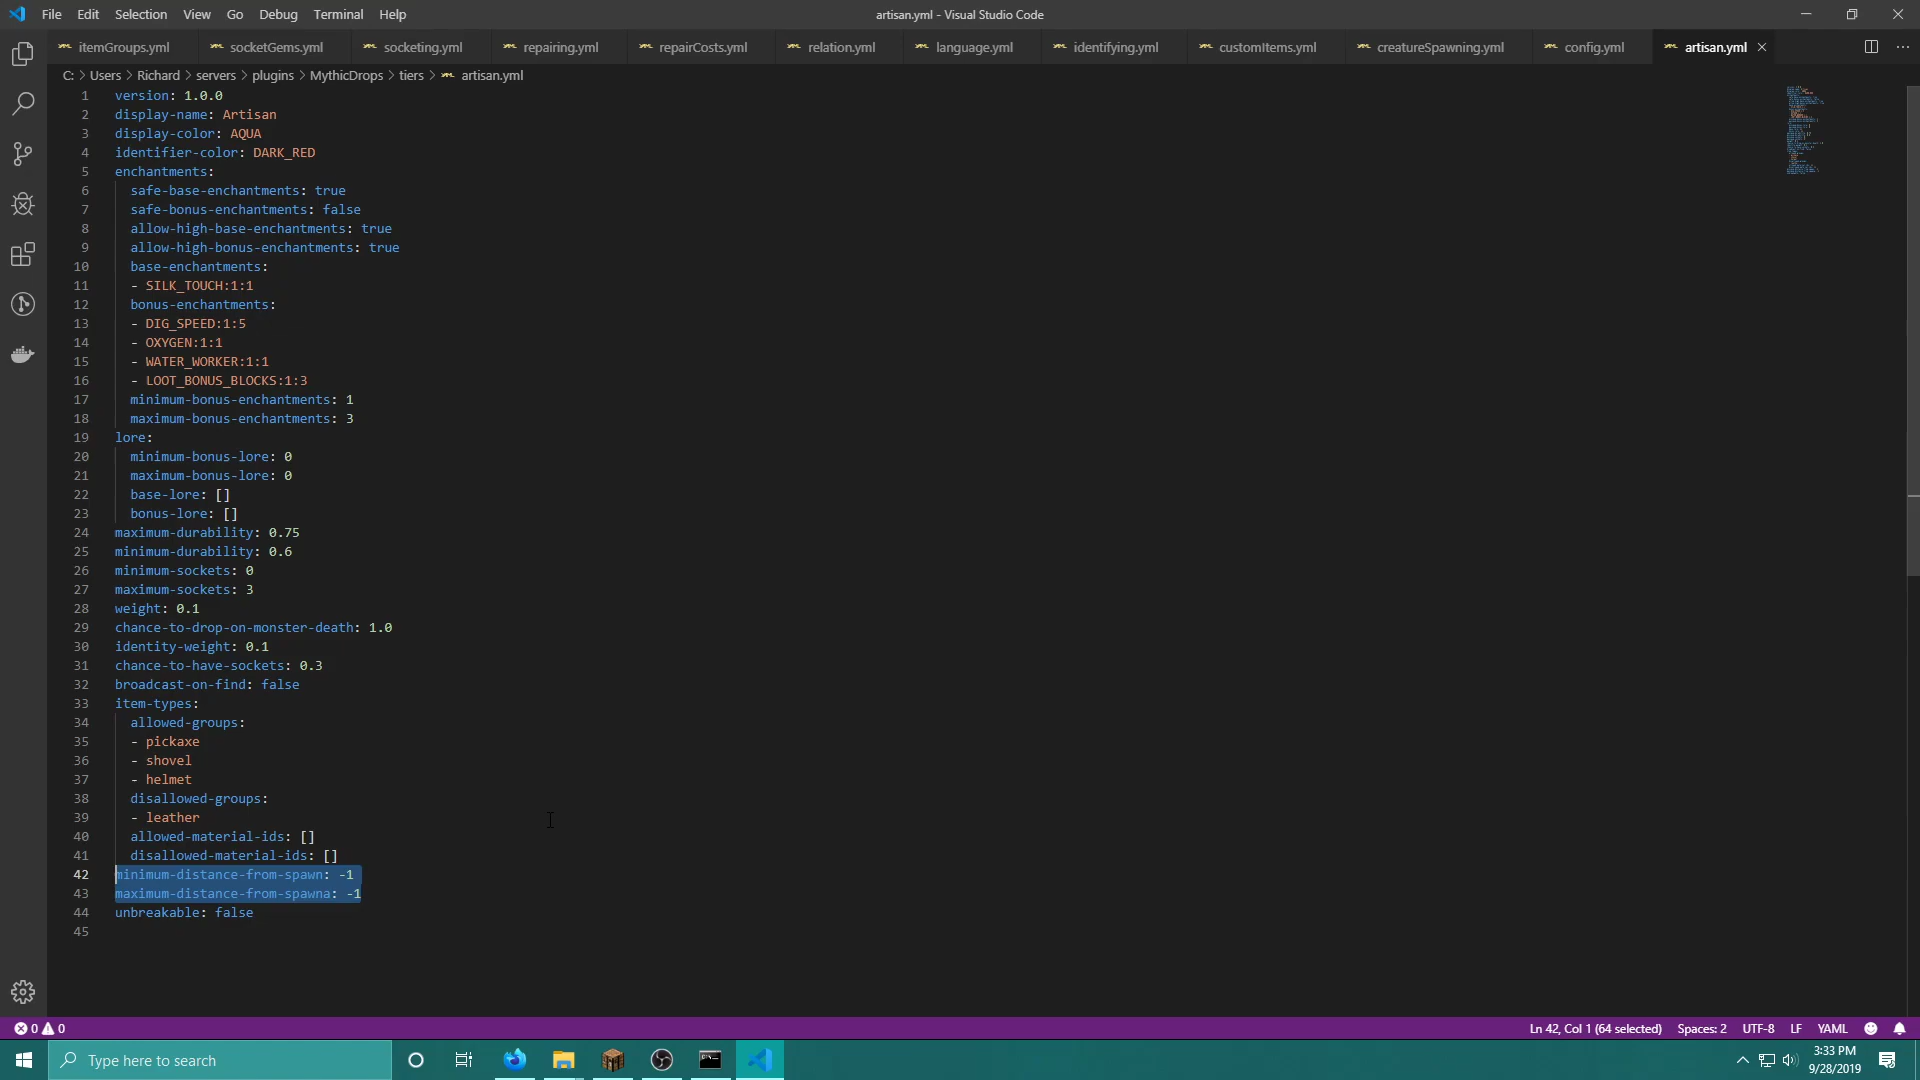 File Edit Selection View Go Debug Terminal Help
artisan.yml - Visual Studio Code
itemGroups.yml socketGems.yml socketing.yml repairing.yml repairCosts.yml relation.yml language.yml identifying.yml customItems.yml creatureSpawning.yml config.yml artisan.yml
C: > Users > Richard > servers > plugins > MythicDrops > tiers > artisan.yml
1 version: 1.0.0
2 display-name: Artisan
3 display-color: AQUA
4 identifier-color: DARK_RED
5 enchantments:
6 safe-base-enchantments: true
7 safe-bonus-enchantments: false
8 allow-high-base-enchantments: true
9 allow-high-bonus-enchantments: true
10 base-enchantments:
11 - SILK_TOUCH:1:1
12 bonus-enchantments:
13 - DIG_SPEED:1:5
14 - OXYGEN:1:1
15 - WATER_WORKER:1:1
16 - LOOT_BONUS_BLOCKS:1:3
17 minimum-bonus-enchantments: 1
18 maximum-bonus-enchantments: 3
19 lore:
20 minimum-bonus-lore: 0
21 maximum-bonus-lore: 0
22 base-lore: []
23 bonus-lore: []
24 maximum-durability: 0.75
25 minimum-durability: 0.6
26 minimum-sockets: 0
27 maximum-sockets: 3
28 weight: 0.1
29 chance-to-drop-on-monster-death: 1.0
30 identity-weight: 0.1
31 chance-to-have-sockets: 0.3
32 broadcast-on-find: false
33 item-types:
34 allowed-groups:
35 - pickaxe
36 - shovel
37 - helmet
38 disallowed-groups:
39 - leather
40 allowed-material-ids: []
41 disallowed-material-ids: []
42 minimum-distance-from-spawn: -1
43 maximum-distance-from-spawna: -1
44 unbreakable: false
45
0 0
Ln 42, Col 1 (64 selected) Spaces: 2 UTF-8 LF YAML
Type here to search
3:33 PM
9/28/2019